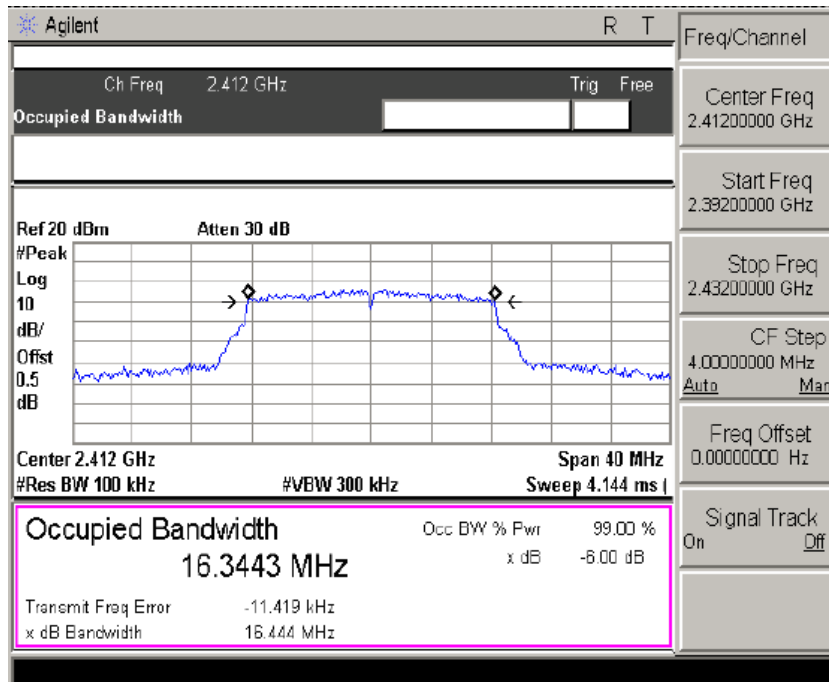 Agilent R T
Ch Freq 2.412 GHz Trig Free
Occupied Bandwidth
Ref 20 dBm Atten 30 dB
#Peak
Log
10
dB/
Offst
0.5
dB
Center 2.412 GHz Span 40 MHz
#Res BW 100 kHz #VBW 300 kHz Sweep 4.144 ms (
Occupied Bandwidth Occ BW % Pwr 99.00 %
16.3443 MHz x dB -6.00 dB
Transmit Freq Error -11.419 kHz
x dB Bandwidth 16.444 MHz
Freq/Channel
Center Freq
2.41200000 GHz
Start Freq
2.39200000 GHz
Stop Freq
2.43200000 GHz
CF Step
4.00000000 MHz
Auto Man
Freq Offset
0.00000000 Hz
Signal Track
On Off